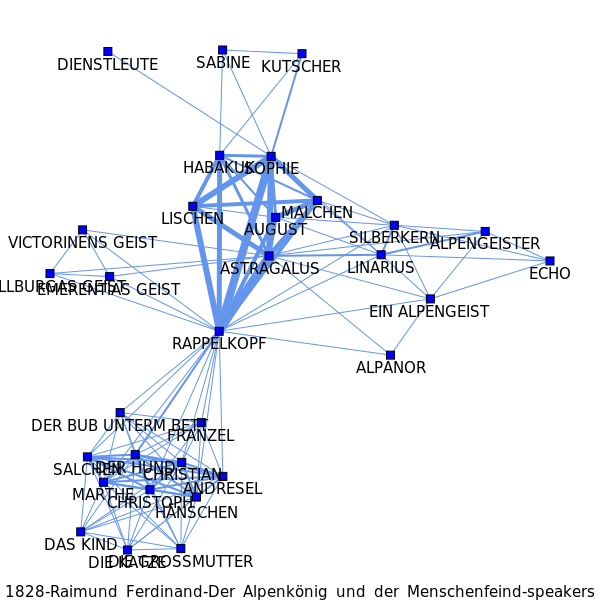 DIENSTLEUTE
SABINE
KUTSCHER
HABAKUK
SOPHIE
LISCHEN
MALCHEN
AUGUST
SILBERKERN
ALPENGEISTER
VICTORINENS GEIST
ASTRAGALUS
LINARIUS
ECHO
LLBURGAS GEIST
EMERENTIAS GEIST
EIN ALPENGEIST
RAPPELKOPF
ALPANOR
DER BUB UNTERM BETT
FRANZEL
SALCHEN
DER HUND
CHRISTIAN
MARTHE
ANDRESEL
CHRISTOPH
HÄNSCHEN
DAS KIND
DIE KATZE
DIE GROSSMUTTER
1828-Raimund Ferdinand-Der Alpenkönig und der Menschenfeind-speakers